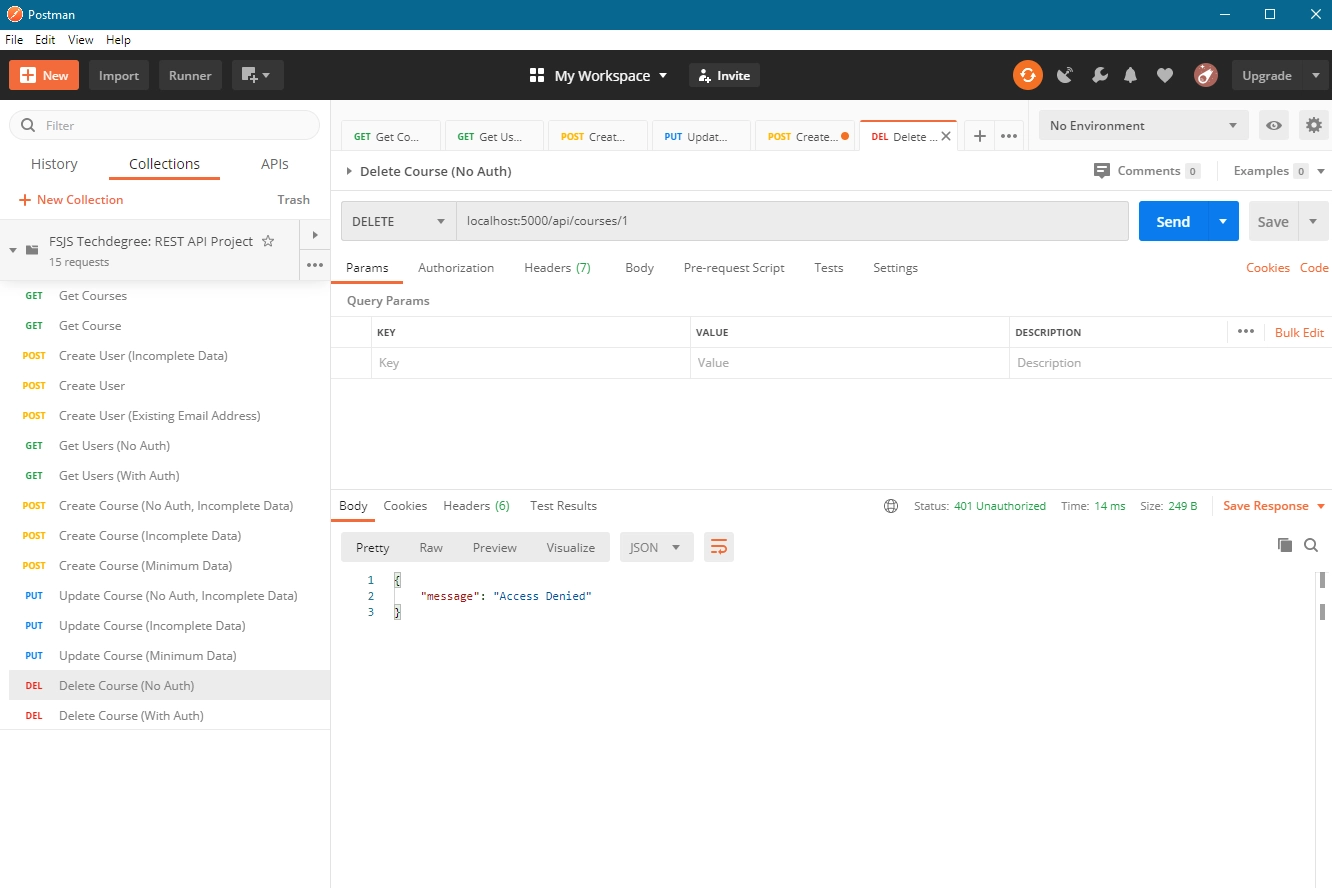 Postman
File Edit View Help
New Import Runner My Workspace Invite Upgrade
Filter
History Collections APIs
New Collection Trash
FSJS Techdegree: REST API Project
15 requests
GET Get Courses
GET Get Course
POST Create User (Incomplete Data)
POST Create User
POST Create User (Existing Email Address)
GET Get Users (No Auth)
GET Get Users (With Auth)
POST Create Course (No Auth, Incomplete Data)
POST Create Course (Incomplete Data)
POST Create Course (Minimum Data)
PUT Update Course (No Auth, Incomplete Data)
PUT Update Course (Incomplete Data)
PUT Update Course (Minimum Data)
DEL Delete Course (No Auth)
DEL Delete Course (With Auth)
GET Get Co... GET Get Us... POST Creat... PUT Updat... POST Create... DEL Delete ... No Environment
Delete Course (No Auth) Comments 0 Examples 0
DELETE localhost:5000/api/courses/1 Send Save
Params Authorization Headers (7) Body Pre-request Script Tests Settings Cookies Code
Query Params
KEY VALUE DESCRIPTION Bulk Edit
Key Value Description
Body Cookies Headers (6) Test Results Status: 401 Unauthorized Time: 14 ms Size: 249 B Save Response
Pretty Raw Preview Visualize JSON
1 {
2 "message": "Access Denied"
3 }